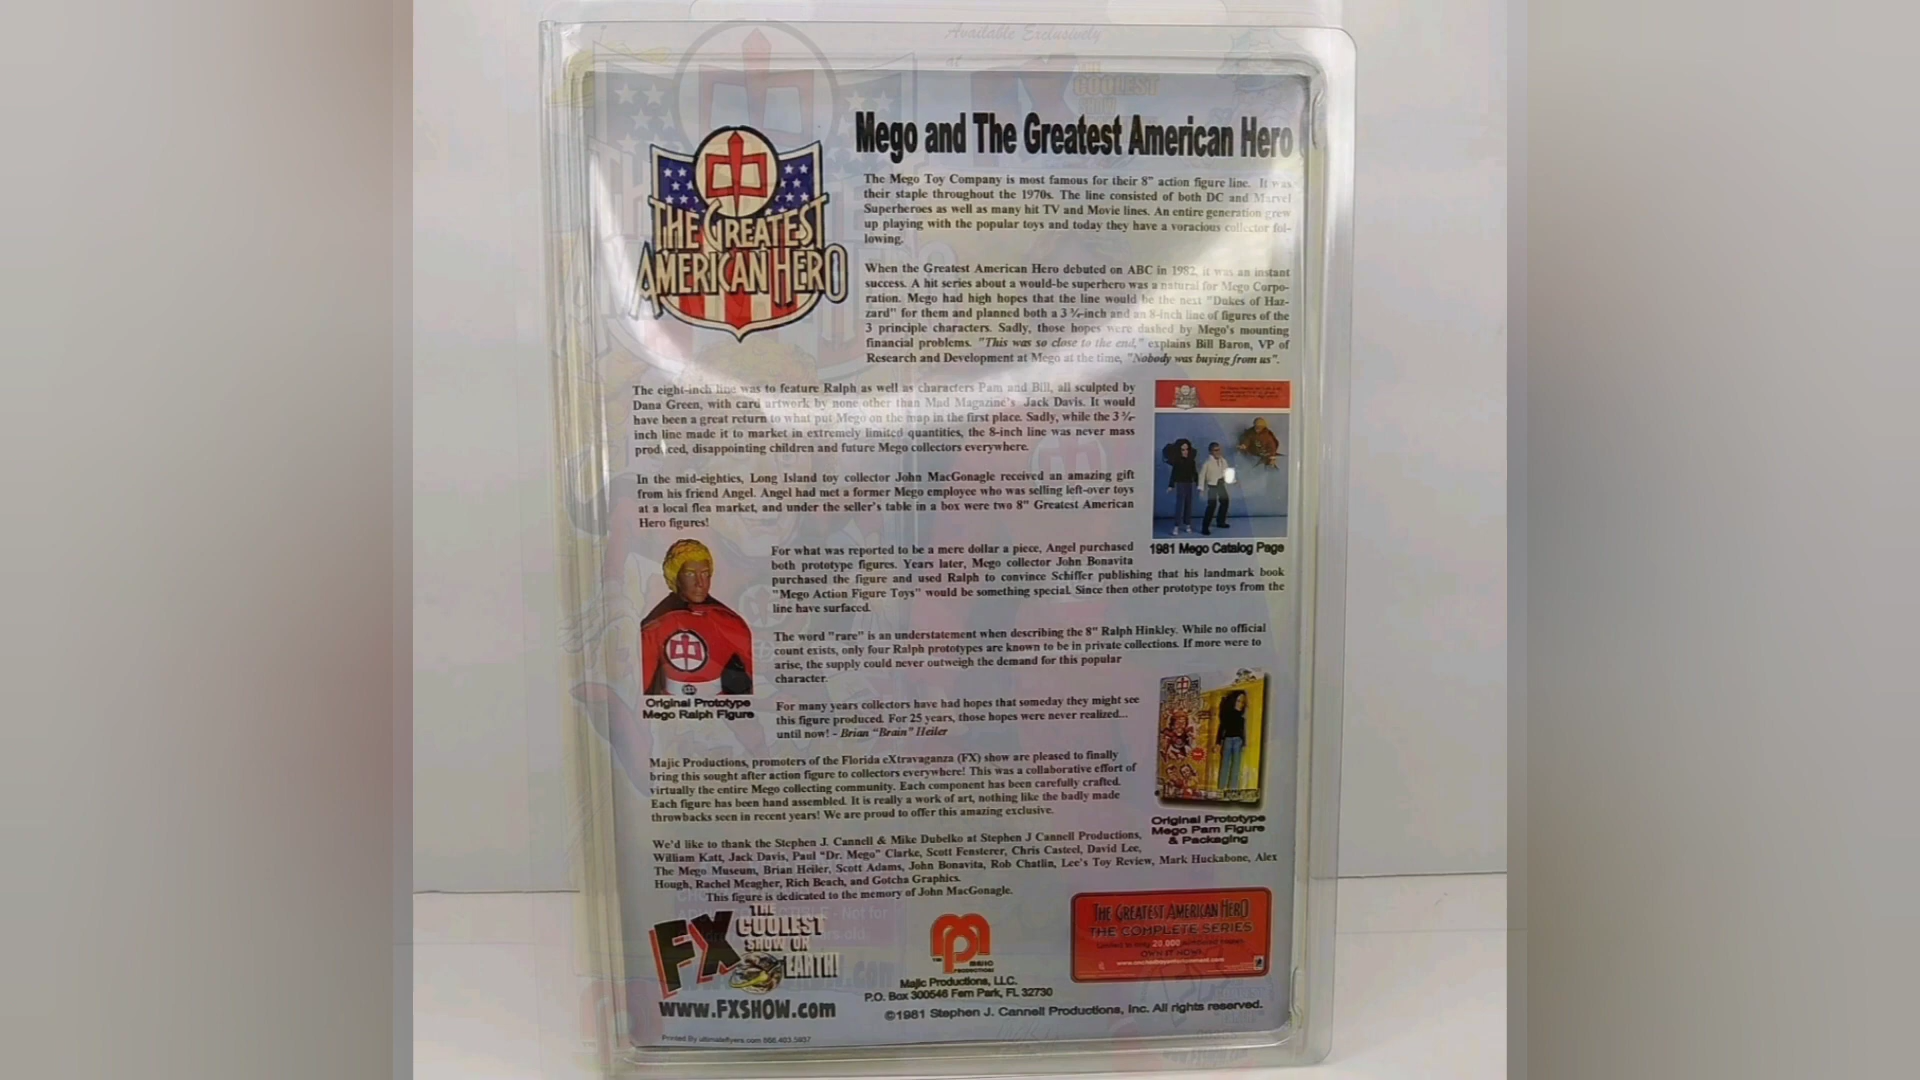 Available Exclusively
at
THE
COOLEST
SHOW
Mego and The Greatest American Hero
THE GREATEST
AMERICAN HERO
The Mego Toy Company is most famous for their 8" action figure line. It was
their staple throughout the 1970s. The line consisted of both DC and Marvel
Superheroes as well as many hit TV and Movie lines. An entire generation grew
up playing with the popular toys and today they have a voracious collector fol-
lowing.
When the Greatest American Hero debuted on ABC in 1982, it was an instant
success. A hit series about a would-be superhero was a natural for Mego Corpo-
ration. Mego had high hopes that the line would be the next "Dukes of Haz-
zard" for them and planned both a 3 ¾-inch and an 8-inch line of figures of the
3 principle characters. Sadly, those hopes were dashed by Mego's mounting
financial problems. "This was so close to the end," explains Bill Baron, VP of
Research and Development at Mego at the time, "Nobody was buying from us".
The eight-inch line was to feature Ralph as well as characters Pam and Bill, all sculpted by
Dana Green, with card artwork by none other than Mad Magazine's Jack Davis. It would
have been a great return to what put Mego on the map in the first place. Sadly, while the 3 ¾-
inch line made it to market in extremely limited quantities, the 8-inch line was never mass
produced, disappointing children and future Mego collectors everywhere.
In the mid-eighties, Long Island toy collector John MacGonagle received an amazing gift
from his friend Angel. Angel had met a former Mego employee who was selling left-over toys
at a local flea market, and under the seller's table in a box were two 8" Greatest American
Hero figures!
1981 Mego Catalog Page
For what was reported to be a mere dollar a piece, Angel purchased
both prototype figures. Years later, Mego collector John Bonavita
purchased the figure and used Ralph to convince Schiffer publishing that his landmark book
"Mego Action Figure Toys" would be something special. Since then other prototype toys from the
line have surfaced.
The word "rare" is an understatement when describing the 8" Ralph Hinkley. While no official
count exists, only four Ralph prototypes are known to be in private collections. If more were to
arise, the supply could never outweigh the demand for this popular
character.
Original Prototype
Mego Ralph Figure
For many years collectors have had hopes that someday they might see
this figure produced. For 25 years, those hopes were never realized...
until now! - Brian "Brain" Heiler
Majic Productions, promoters of the Florida eXtravaganza (FX) show are pleased to finally
bring this sought after action figure to collectors everywhere! This was a collaborative effort of
virtually the entire Mego collecting community. Each component has been carefully crafted.
Each figure has been hand assembled. It is really a work of art, nothing like the badly made
throwbacks seen in recent years! We are proud to offer this amazing exclusive.
Original Prototype
Mego Pam Figure
& Packaging
We'd like to thank the Stephen J. Cannell & Mike Dubelko at Stephen J Cannell Productions,
William Katt, Jack Davis, Paul "Dr. Mego" Clarke, Scott Fensterer, Chris Casteel, David Lee,
The Mego Museum, Brian Heiler, Scott Adams, John Bonavita, Rob Chatlin, Lee's Toy Review, Mark Huckabone, Alex
Hough, Rachel Meagher, Rich Beach, and Gotcha Graphics.
This figure is dedicated to the memory of John MacGonagle.
FX THE
COOLEST
SHOW ON
EARTH!
www.FXSHOW.com
MAJIC
PRODUCTIONS
Majic Productions, LLC.
P.O. Box 300546 Fern Park, FL 32730
THE GREATEST AMERICAN HERO
THE COMPLETE SERIES
Limited to only 20,000
OWN IT NOW!
©1981 Stephen J. Cannell Productions, Inc. All rights reserved.
Printed By ultimateflyers.com 866.403.5837